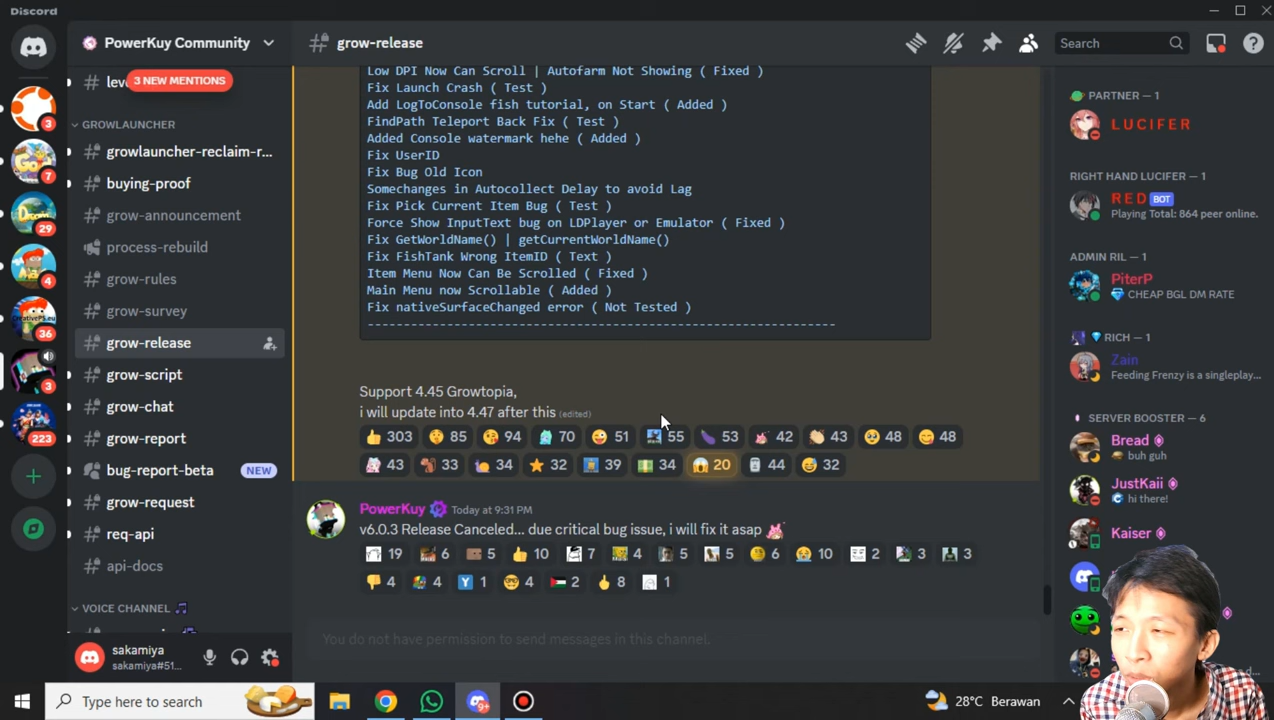 Discord
PowerKuy Community
grow-release
Search
3
7
29
4
36
3
223
leve
3 NEW MENTIONS
GROWLAUNCHER
growlauncher-reclaim-r...
buying-proof
grow-announcement
process-rebuild
grow-rules
grow-survey
grow-release
grow-script
grow-chat
grow-report
bug-report-beta NEW
grow-request
req-api
api-docs
VOICE CHANNEL
sakamiya
sakamiya#51...
Low DPI Now Can Scroll | Autofarm Not Showing ( Fixed )
Fix Launch Crash ( Test )
Add LogToConsole fish tutorial, on Start ( Added )
FindPath Teleport Back Fix ( Test )
Added Console watermark hehe ( Added )
Fix UserID
Fix Bug Old Icon
Somechanges in Autocollect Delay to avoid Lag
Fix Pick Current Item Bug ( Test )
Force Show InputText bug on LDPlayer or Emulator ( Fixed )
Fix GetWorldName() | getCurrentWorldName()
Fix FishTank Wrong ItemID ( Text )
Item Menu Now Can Be Scrolled ( Fixed )
Main Menu now Scrollable ( Added )
Fix nativeSurfaceChanged error ( Not Tested )
-----------------------------------------------------------------
Support 4.45 Growtopia,
i will update into 4.47 after this (edited)
303 85 94 70 51 55 53 42 43 48 48
43 33 34 32 39 34 20 44 32
PowerKuy Today at 9:31 PM
v6.0.3 Release Canceled... due critical bug issue, i will fix it asap
19 6 5 10 7 4 5 5 6 10 2 3 3
4 4 Y 1 4 2 8 1
You do not have permission to send messages in this channel.
PARTNER — 1
LUCIFER
RIGHT HAND LUCIFER — 1
RED BOT
Playing Total: 864 peer online.
ADMIN RIL — 1
PiterP
CHEAP BGL DM RATE
RICH — 1
Zain
Feeding Frenzy is a singleplay...
SERVER BOOSTER — 6
Bread
buh guh
JustKaii
hi there!
Kaiser
Type here to search
9+
28°C Berawan